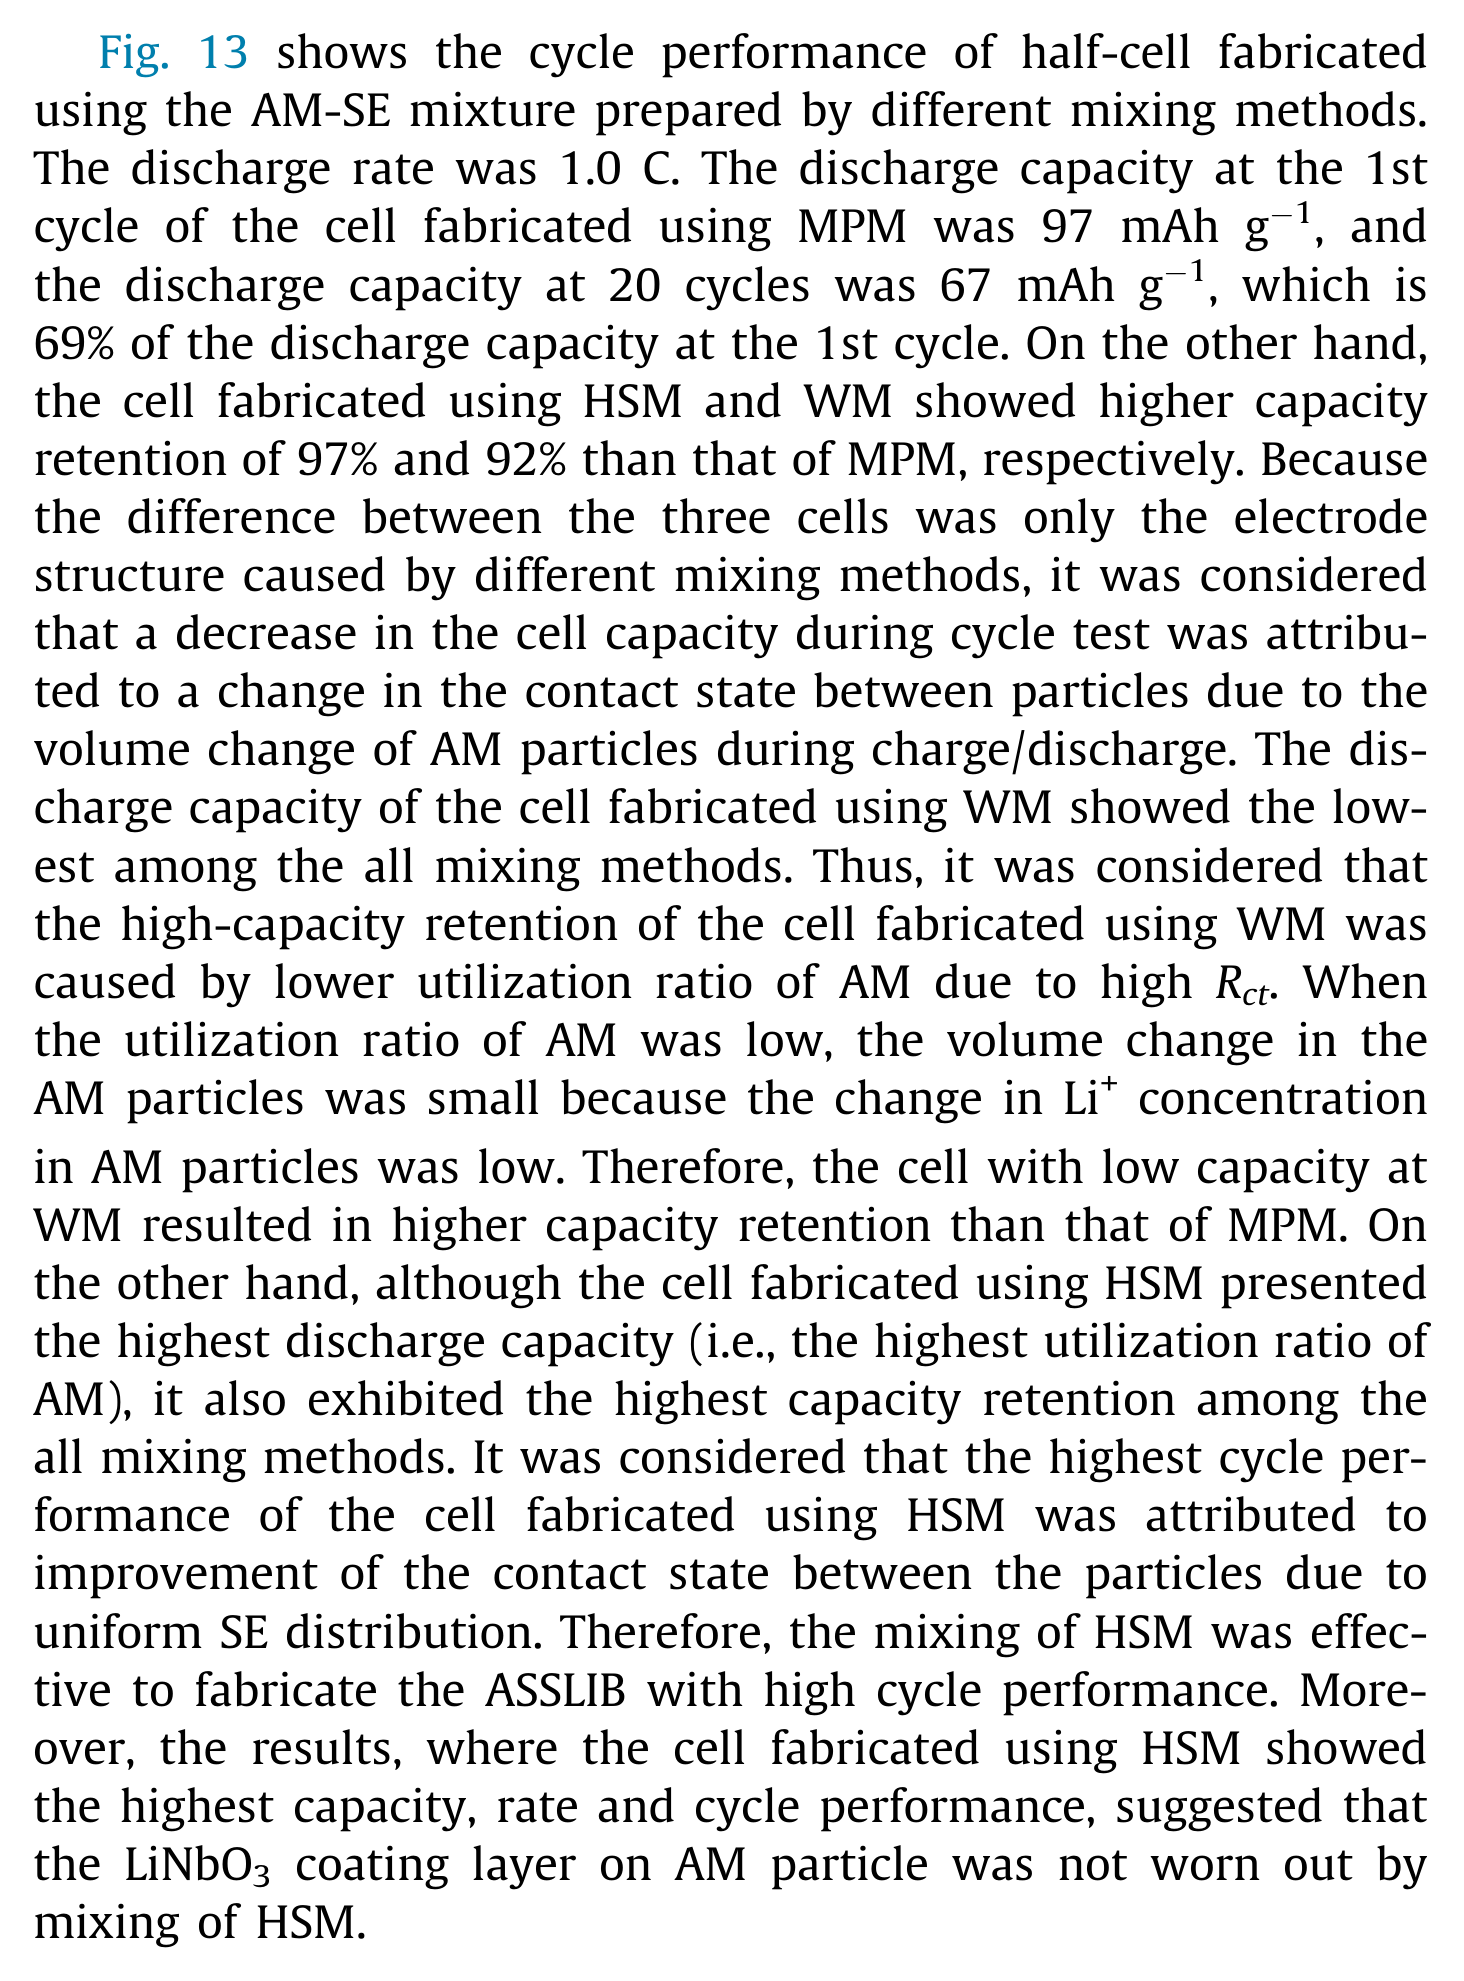 Fig. 13 shows the cycle performance of half-cell fabricated
using the AM-SE mixture prepared by different mixing methods.
The discharge rate was 1.0 C. The discharge capacity at the 1st
cycle of the cell fabricated using MPM was 97 mAh g⁻¹, and
the discharge capacity at 20 cycles was 67 mAh g⁻¹, which is
69% of the discharge capacity at the 1st cycle. On the other hand,
the cell fabricated using HSM and WM showed higher capacity
retention of 97% and 92% than that of MPM, respectively. Because
the difference between the three cells was only the electrode
structure caused by different mixing methods, it was considered
that a decrease in the cell capacity during cycle test was attribu-
ted to a change in the contact state between particles due to the
volume change of AM particles during charge/discharge. The dis-
charge capacity of the cell fabricated using WM showed the low-
est among the all mixing methods. Thus, it was considered that
the high-capacity retention of the cell fabricated using WM was
caused by lower utilization ratio of AM due to high R_ct. When
the utilization ratio of AM was low, the volume change in the
AM particles was small because the change in Li⁺ concentration
in AM particles was low. Therefore, the cell with low capacity at
WM resulted in higher capacity retention than that of MPM. On
the other hand, although the cell fabricated using HSM presented
the highest discharge capacity (i.e., the highest utilization ratio of
AM), it also exhibited the highest capacity retention among the
all mixing methods. It was considered that the highest cycle per-
formance of the cell fabricated using HSM was attributed to
improvement of the contact state between the particles due to
uniform SE distribution. Therefore, the mixing of HSM was effec-
tive to fabricate the ASSLIB with high cycle performance. More-
over, the results, where the cell fabricated using HSM showed
the highest capacity, rate and cycle performance, suggested that
the LiNbO₃ coating layer on AM particle was not worn out by
mixing of HSM.